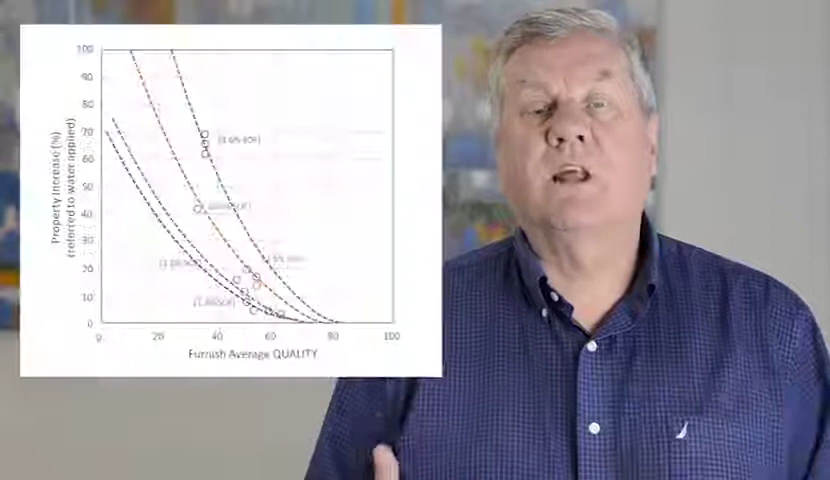 100
90
80
70
60
50
40
30
20
10
0
0 20 40 60 80 100
Property Increase (%)
(referred to water applied)
Furnish Average QUALITY